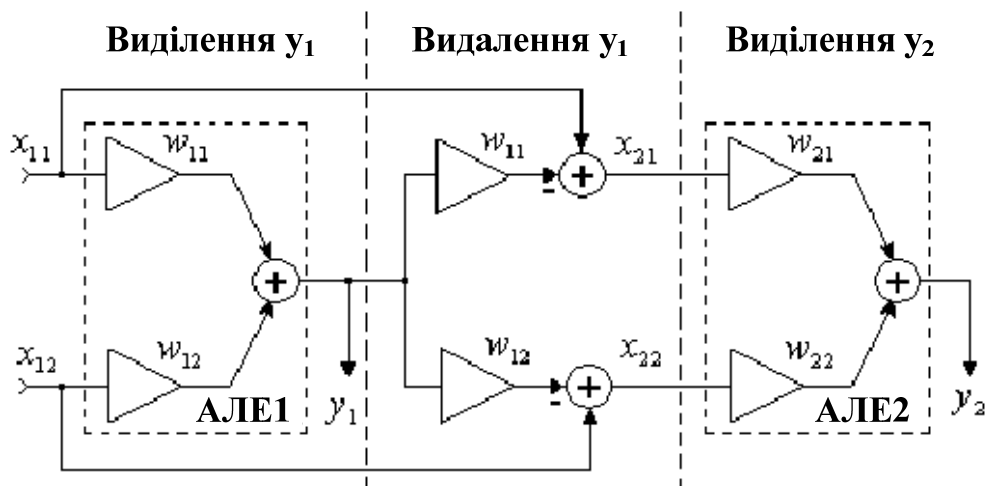 Виділення y₁
Видалення y₁
Виділення y₂
x₁₁
w₁₁
w₁₁
x₂₁
w₂₁
+
-
+
+
x₁₂
w₁₂
w₁₂
x₂₂
w₂₂
+
-
АЛЕ1
y₁
АЛЕ2
y₂